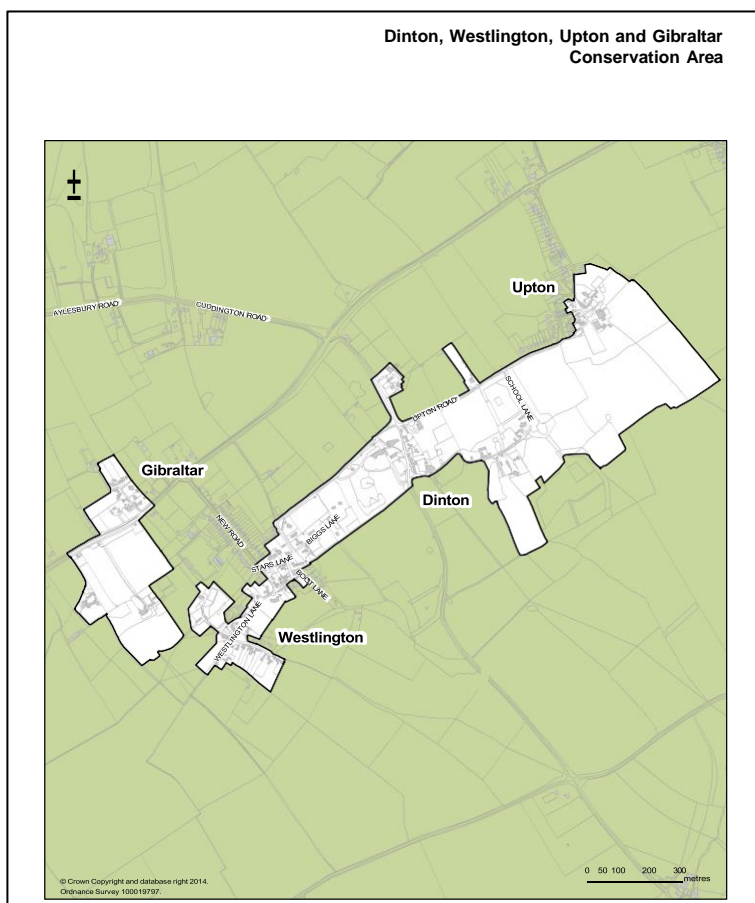 Dinton, Westlington, Upton and Gibraltar
Conservation Area
Upton
AYLESBURY ROAD
CUDDINGTON ROAD
SCHOOL LANE
UPTON ROAD
Gibraltar
Dinton
NEW ROAD
BIGGS LANE
STARS LANE
BOOT LANE
WESTLINGTON LANE
Westlington
© Crown Copyright and database right 2014.
Ordnance Survey 100019797.
0 50 100 200 300
metres